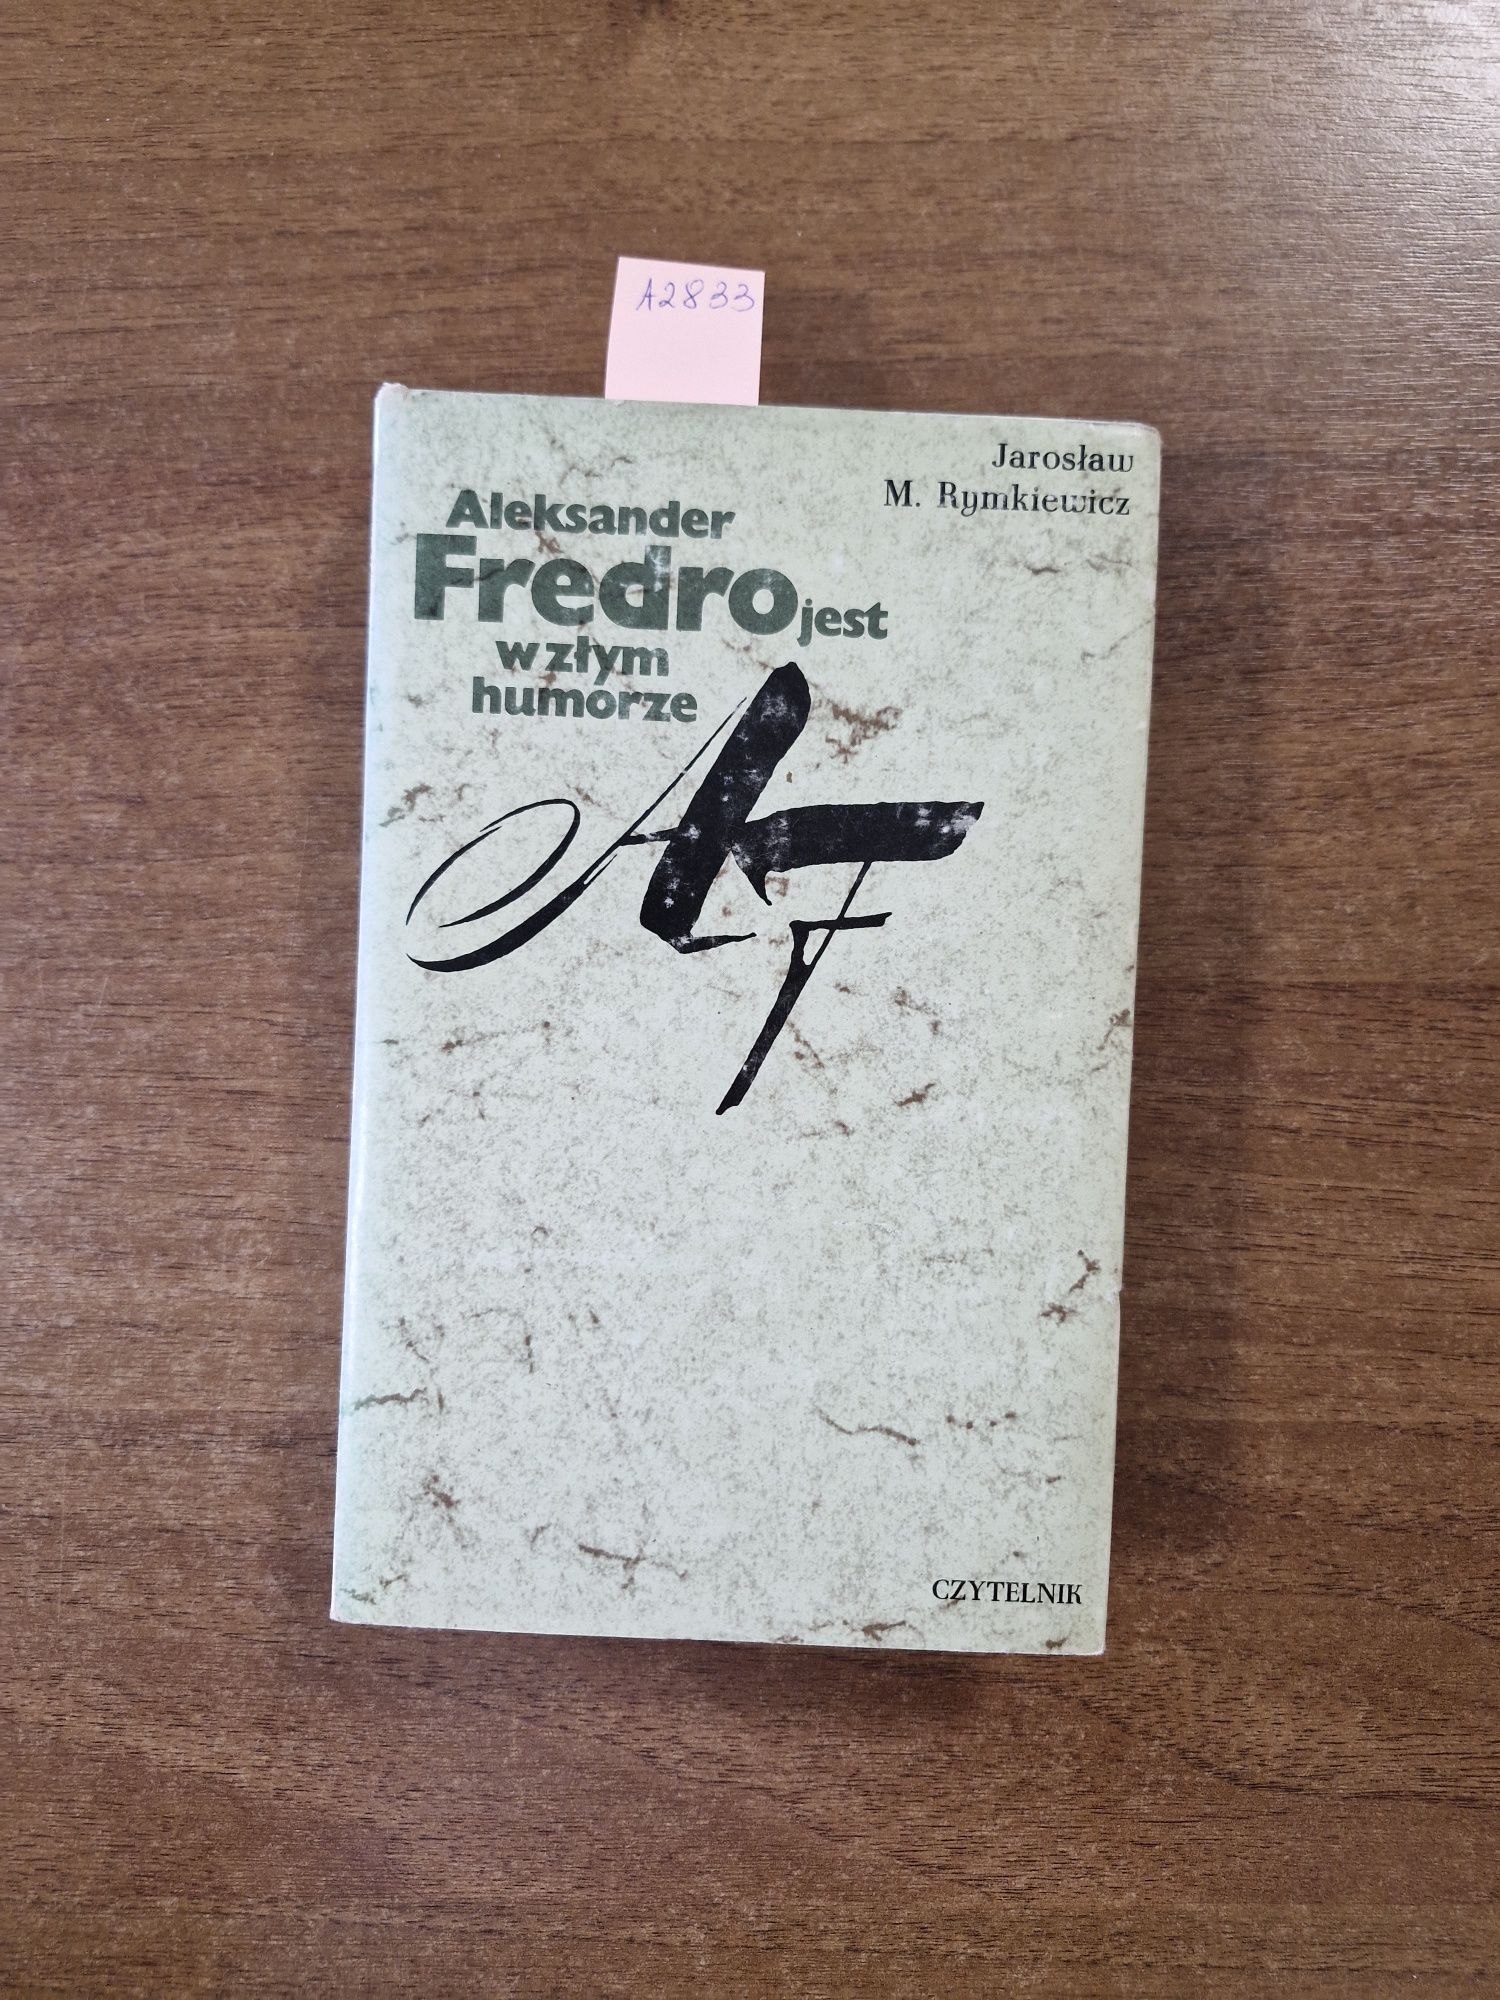 A2833
Jarosław
M. Rymkiewicz
Aleksander
Fredro jest
w złym
humorze
AF
CZYTELNIK